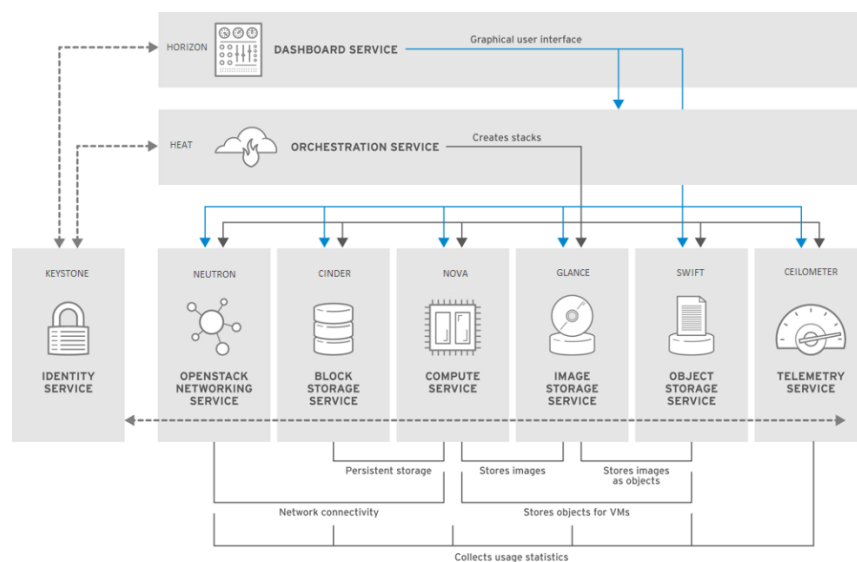 HORIZON
DASHBOARD SERVICE
Graphical user interface
HEAT
ORCHESTRATION SERVICE
Creates stacks
KEYSTONE
IDENTITY
SERVICE
NEUTRON
OPENSTACK
NETWORKING
SERVICE
CINDER
BLOCK
STORAGE
SERVICE
NOVA
COMPUTE
SERVICE
GLANCE
IMAGE
STORAGE
SERVICE
SWIFT
OBJECT
STORAGE
SERVICE
CEILOMETER
TELEMETRY
SERVICE
Persistent storage
Stores images
Stores images
as objects
Network connectivity
Stores objects for VMs
Collects usage statistics